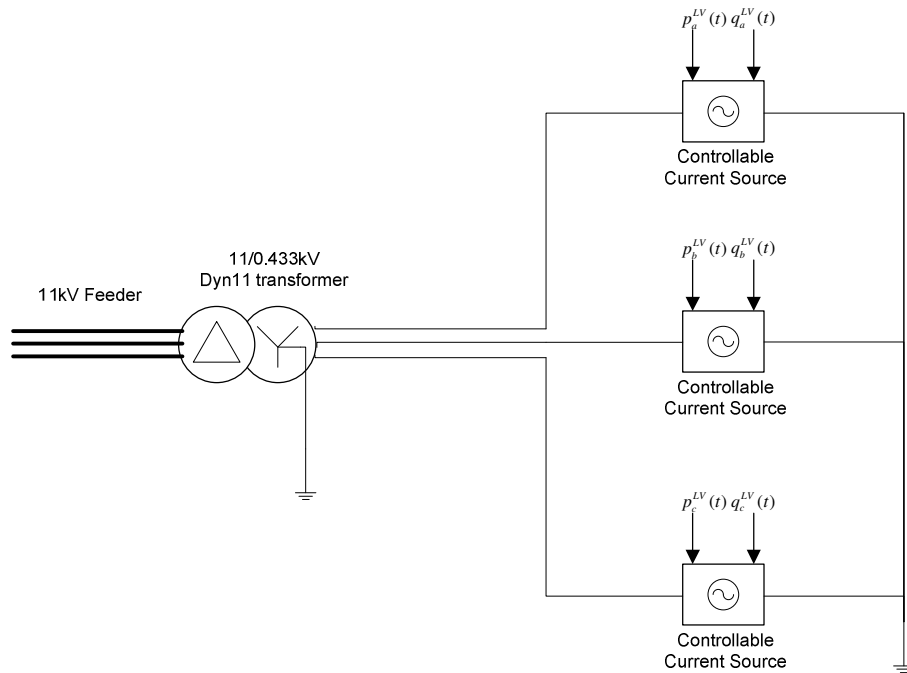 p_a^{LV}(t) q_a^{LV}(t)
Controllable
Current Source
11/0.433kV
Dyn11 transformer
11kV Feeder
p_b^{LV}(t) q_b^{LV}(t)
Controllable
Current Source
p_c^{LV}(t) q_c^{LV}(t)
Controllable
Current Source